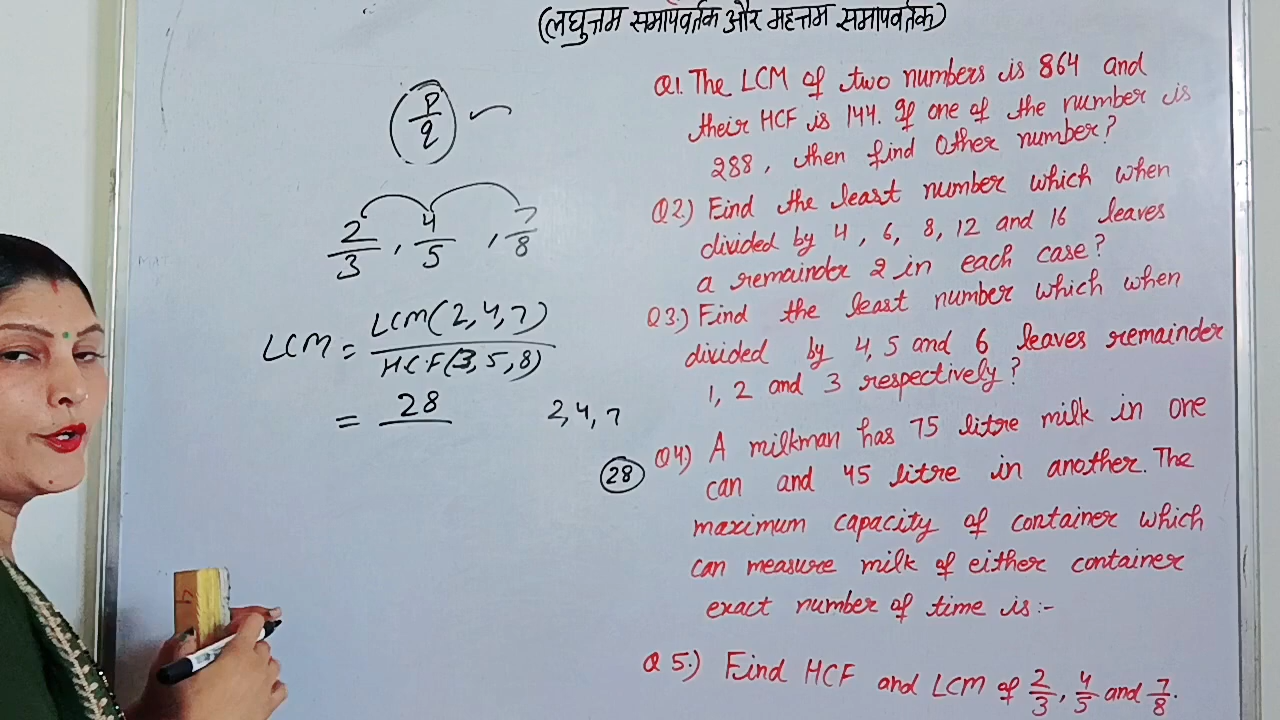 (लघुत्तम समापवर्तक और महत्तम समापवर्तक)
p/q
2/3, 4/5, 7/8
LCM = LCM(2,4,7)/HCF(3,5,8)
= 28
2,4,7
28
Q1. The LCM of two numbers is 864 and
their HCF is 144. If one of the number is
288, then find other number?
Q2) Find the least number which when
divided by 4, 6, 8, 12 and 16 leaves
a remainder 2 in each case?
Q3.) Find the least number which when
divided by 4, 5 and 6 leaves remainder
1, 2 and 3 respectively?
Q4) A milkman has 75 litre milk in one
can and 45 litre in another. The
maximum capacity of container which
can measure milk of either container
exact number of time is :-
Q5.) Find HCF and LCM of 2/3, 4/5 and 7/8.